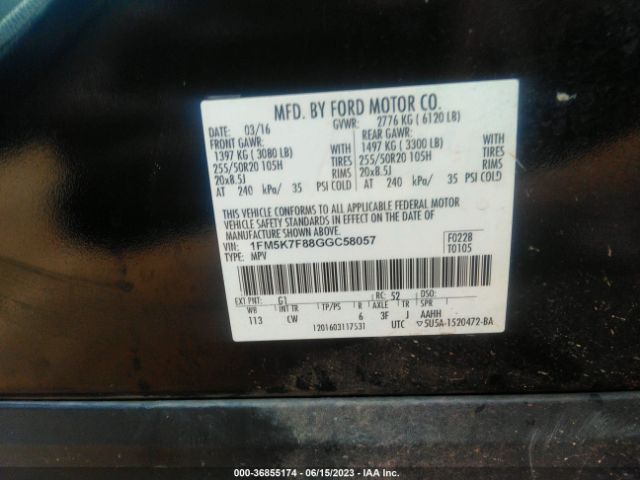 MFD. BY FORD MOTOR CO.
DATE: 03/16 GVWR: 2776 KG ( 6120 LB)
FRONT GAWR: REAR GAWR:
1397 KG ( 3080 LB) WITH 1497 KG ( 3300 LB) WITH
255/50R20 105H TIRES 255/50R20 105H TIRES
20x8.5J RIMS 20x8.5J RIMS
AT 240 kPa/ 35 PSI COLD AT 240 kPa/ 35 PSI COLD
THIS VEHICLE CONFORMS TO ALL APPLICABLE FEDERAL MOTOR
VEHICLE SAFETY STANDARDS IN EFFECT ON THE DATE OF
MANUFACTURE SHOWN ABOVE.
VIN: 1FM5K7F88GGC58057 F0228
TYPE: MPV T0105
EXT PNT: G1 RC: 52 DSO:
WB INT TR TP/PS R AXLE TR SPR
113 CW 6 3F J AAHH
1201603117531 UTC ▽5U5A-1520472-BA
000-36855174 - 06/15/2023 - IAA Inc.